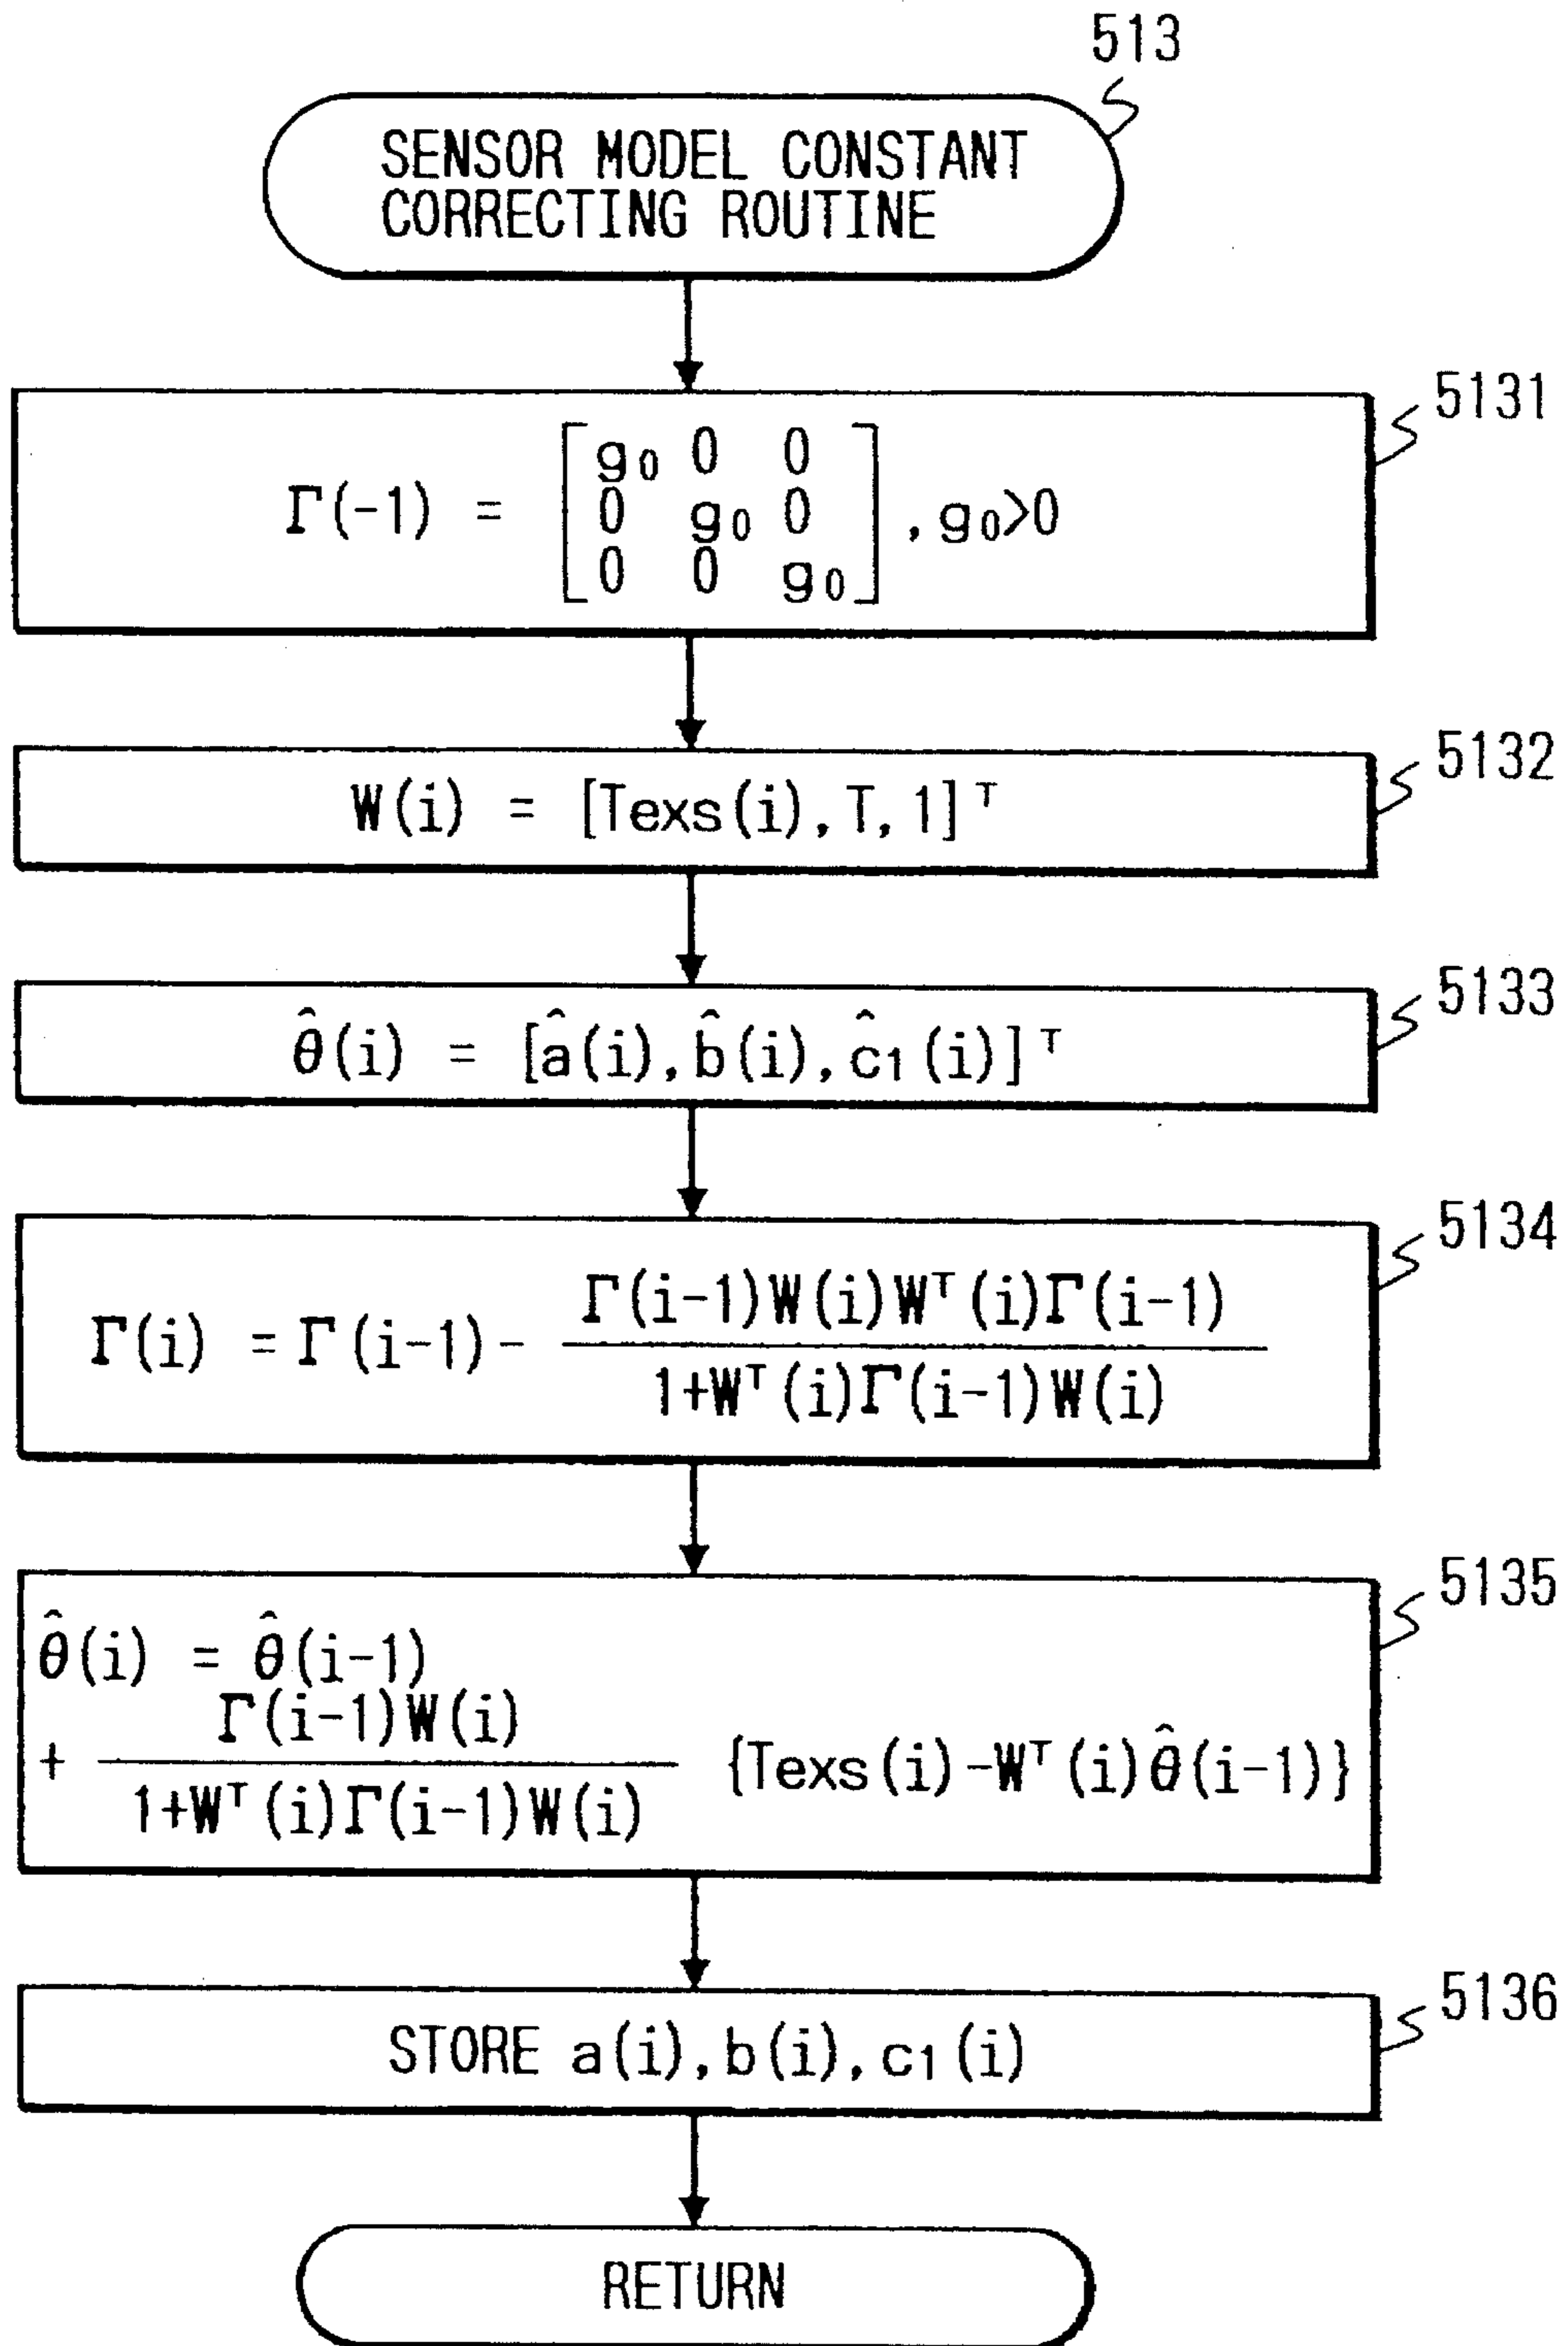 513
SENSOR MODEL CONSTANT
CORRECTING ROUTINE
5131
Γ(-1) = [g₀ 0 0
0 g₀ 0
0 0 g₀] , g₀>0
5132
W(i) = [Texs(i), T, 1]ᵀ
5133
θ̂(i) = [â(i), b̂(i), ĉ₁(i)]ᵀ
5134
Γ(i) = Γ(i-1) -
Γ(i-1)W(i)Wᵀ(i)Γ(i-1)
1+Wᵀ(i)Γ(i-1)W(i)
5135
θ̂(i) = θ̂(i-1)
Γ(i-1)W(i)
+ {Texs(i)-Wᵀ(i)θ̂(i-1)}
1+Wᵀ(i)Γ(i-1)W(i)
5136
STORE a(i), b(i), c₁(i)
RETURN